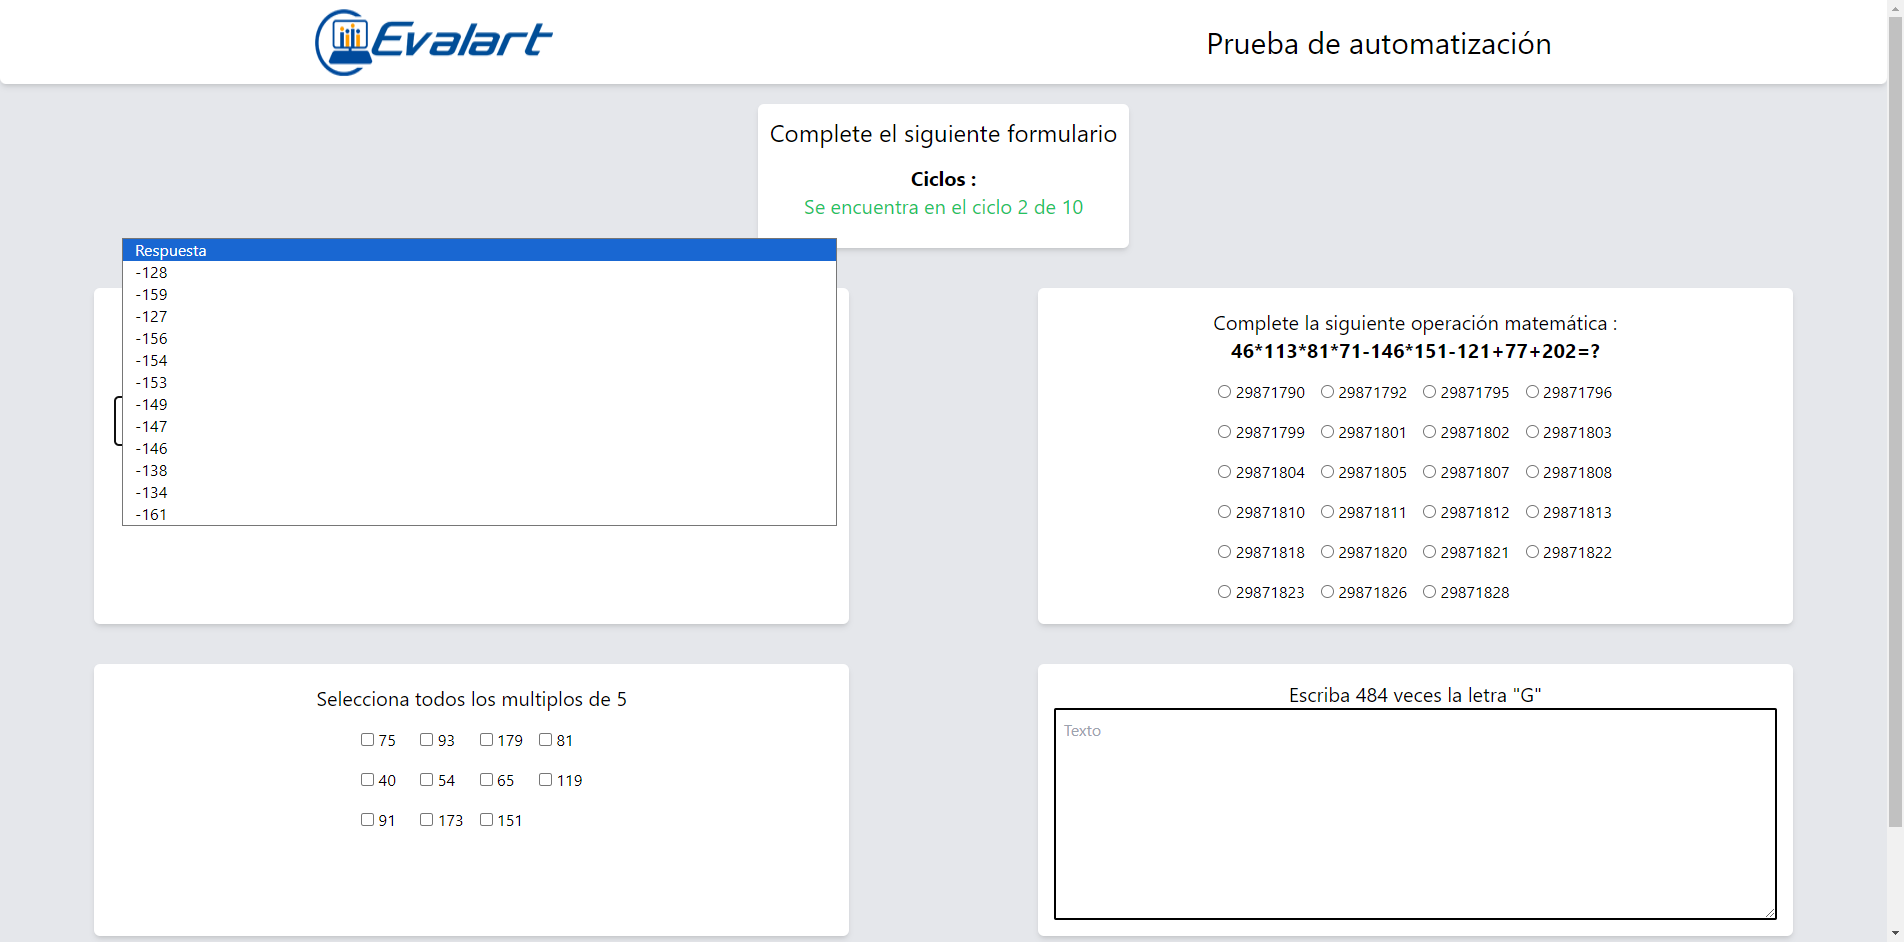 Evalart
Prueba de automatización
Complete el siguiente formulario
Ciclos :
Se encuentra en el ciclo 2 de 10
Respuesta
-128
-159
-127
-156
-154
-153
-149
-147
-146
-138
-134
-161
Complete la siguiente operación matemática :
46*113*81*71-146*151-121+77+202=?
29871790 29871792 29871795 29871796
29871799 29871801 29871802 29871803
29871804 29871805 29871807 29871808
29871810 29871811 29871812 29871813
29871818 29871820 29871821 29871822
29871823 29871826 29871828
Selecciona todos los multiplos de 5
75 93 179 81
40 54 65 119
91 173 151
Escriba 484 veces la letra "G"
Texto